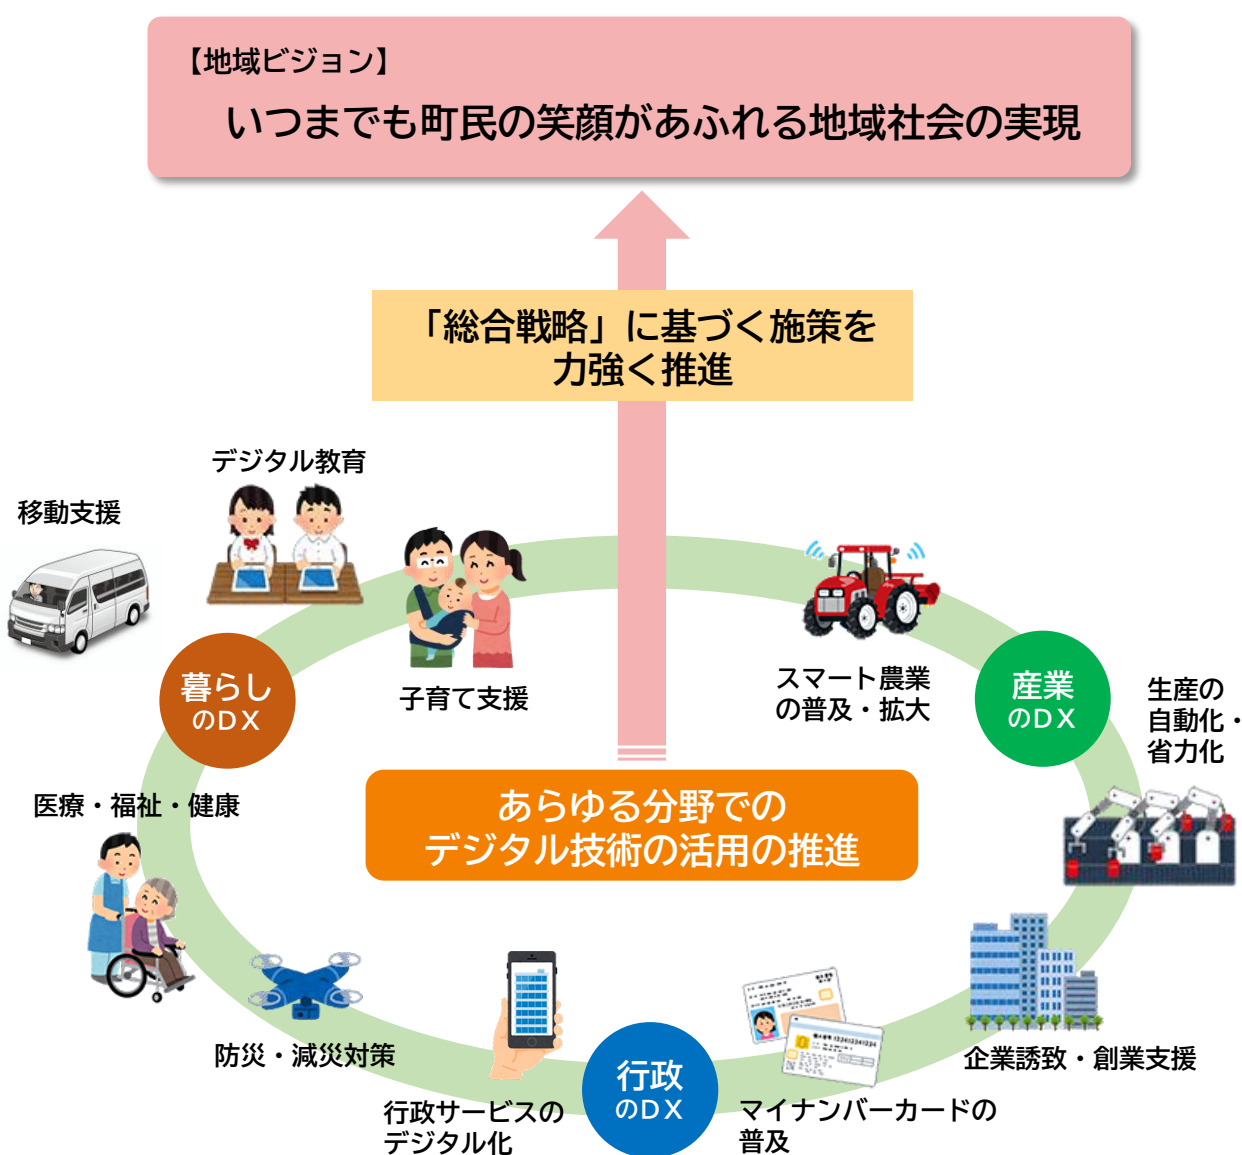 【地域ビジョン】
いつまでも町民の笑顔があふれる地域社会の実現
「総合戦略」に基づく施策を
力強く推進
デジタル教育
移動支援
子育て支援
暮らし
のDX
スマート農業
の普及・拡大
産業
のDX
生産の
自動化・
省力化
医療・福祉・健康
あらゆる分野での
デジタル技術の活用の推進
防災・減災対策
行政サービスの
デジタル化
行政
のDX
マイナンバーカードの
普及
企業誘致・創業支援